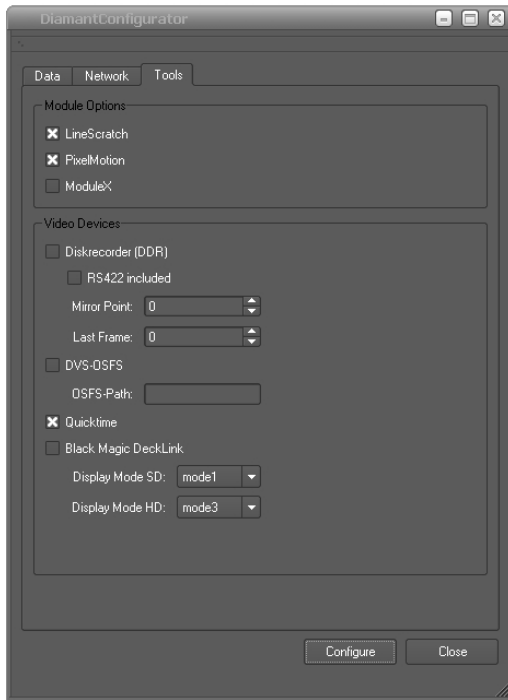 DiamantConfigurator
Data Network Tools
Module Options
LineScratch
PixelMotion
ModuleX
Video Devices
Diskrecorder (DDR)
RS422 included
Mirror Point: 0
Last Frame: 0
DVS-OSFS
OSFS-Path:
Quicktime
Black Magic DeckLink
Display Mode SD: mode1
Display Mode HD: mode3
Configure Close